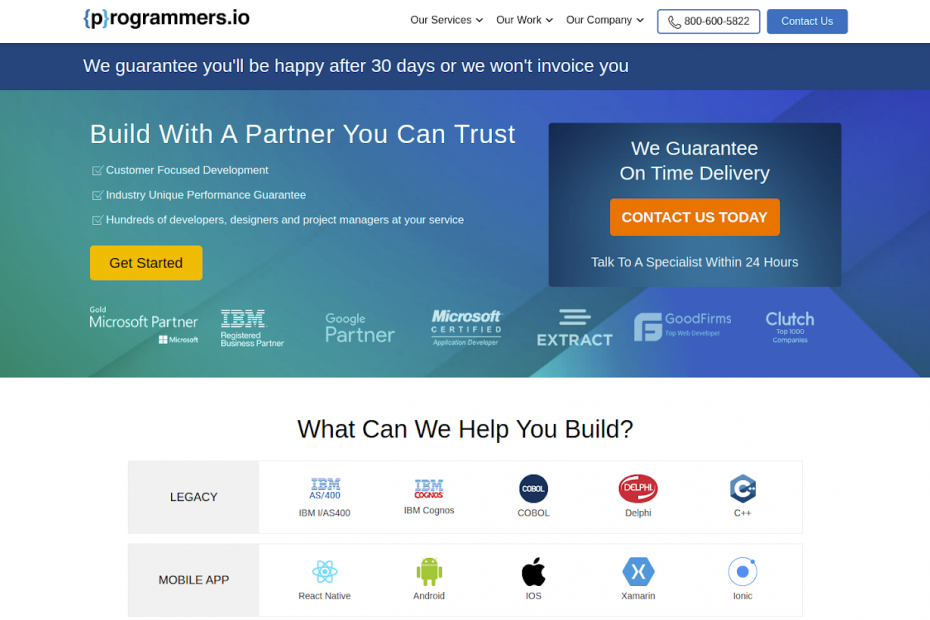 {p}rogrammers.io
Our Services
Our Work
Our Company
800-600-5822
Contact Us
We guarantee you'll be happy after 30 days or we won't invoice you
Build With A Partner You Can Trust
Customer Focused Development
Industry Unique Performance Guarantee
Hundreds of developers, designers and project managers at your service
Get Started
We Guarantee
On Time Delivery
CONTACT US TODAY
Talk To A Specialist Within 24 Hours
Gold
Microsoft Partner
Microsoft
IBM
Registered
Business Partner
Google
Partner
Microsoft
CERTIFIED
Application Developer
EXTRACT
GoodFirms
Top Web Developer
Clutch
Top 1000
Companies
What Can We Help You Build?
LEGACY
IBM
AS/400
IBM I/AS400
IBM
COGNOS
IBM Cognos
COBOL
COBOL
DELPHI
Delphi
C++
C++
MOBILE APP
React Native
Android
IOS
X
Xamarin
Ionic